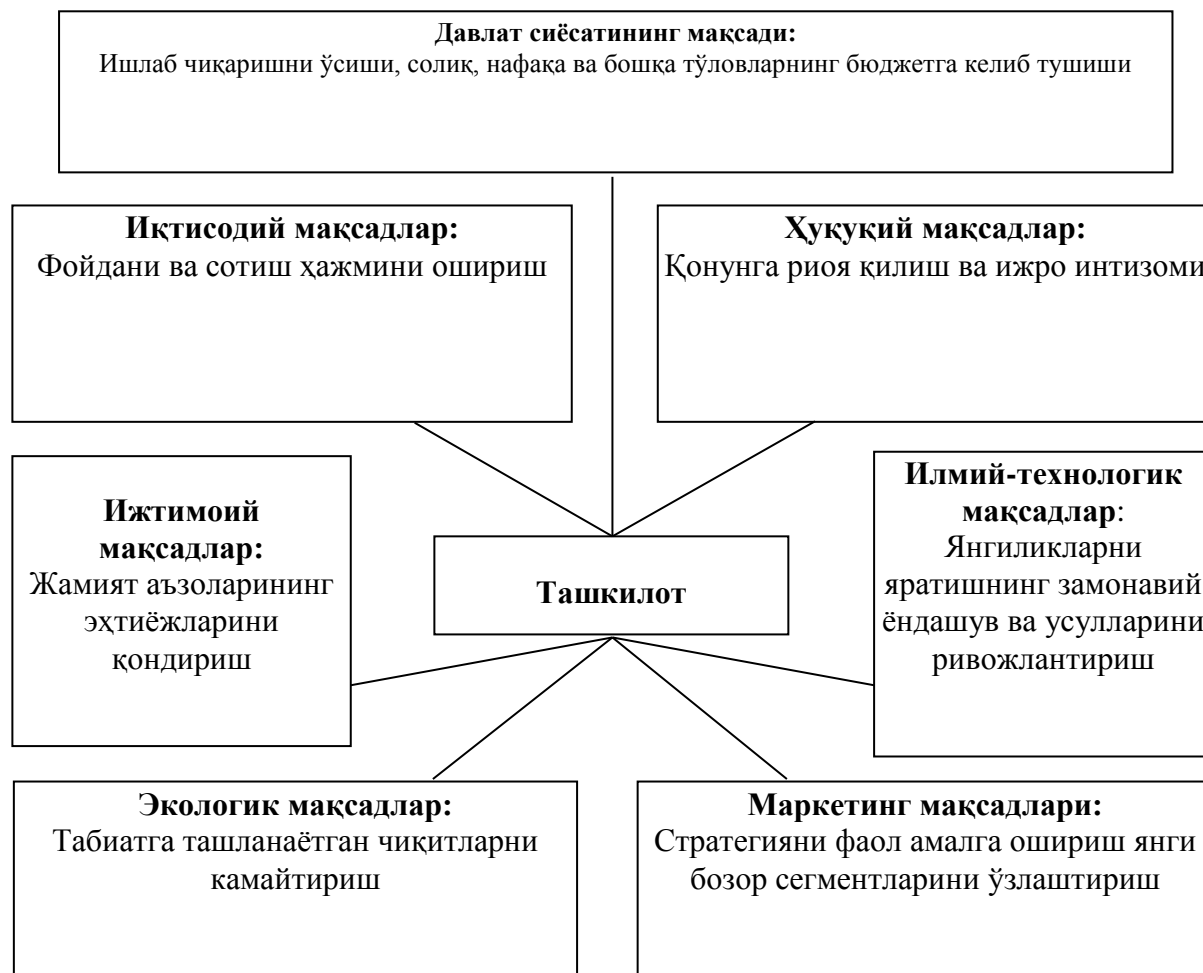 Давлат сиёсатининг мақсади:
Ишлаб чиқаришни ўсиши, солиқ, нафақа ва бошқа тўловларнинг бюджетга келиб тушиши
Иқтисодий мақсадлар:
Фойдани ва сотиш ҳажмини ошириш
Ҳуқуқий мақсадлар:
Қонунга риоя қилиш ва ижро интизоми
Ижтимоий
мақсадлар:
Жамият аъзоларининг
эҳтиёжларини
қондириш
Ташкилот
Илмий-технологик
мақсадлар:
Янгиликларни
яратишнинг замонавий
ёндашув ва усулларини
ривожлантириш
Экологик мақсадлар:
Табиатга ташланаётган чиқитларни
камайтириш
Маркетинг мақсадлари:
Стратегияни фаол амалга ошириш янги
бозор сегментларини ўзлаштириш